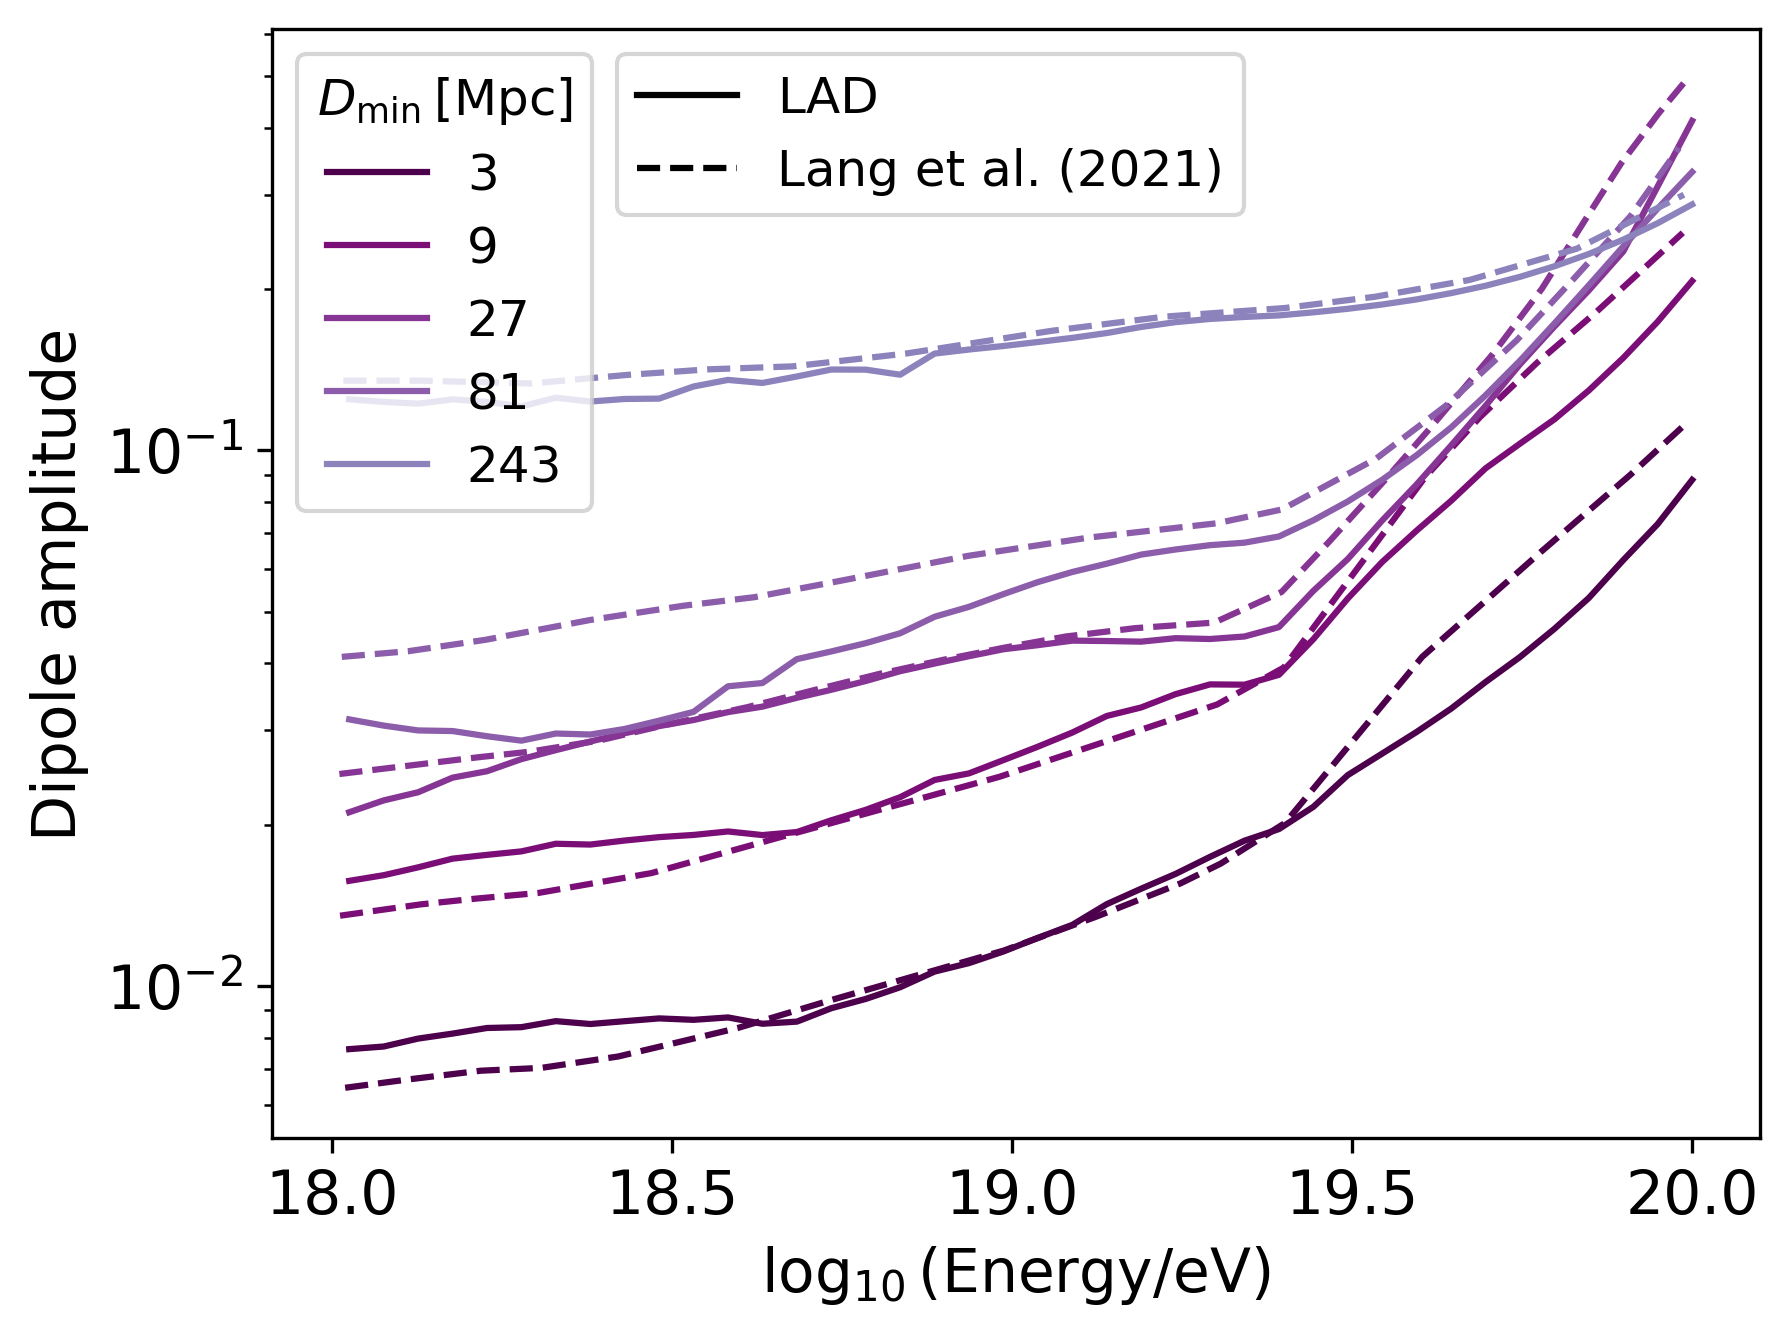 D_min [Mpc]
3
9
27
81
243
LAD
Lang et al. (2021)
Dipole amplitude
10⁻¹
10⁻²
18.0 18.5 19.0 19.5 20.0
log₁₀ (Energy/eV)